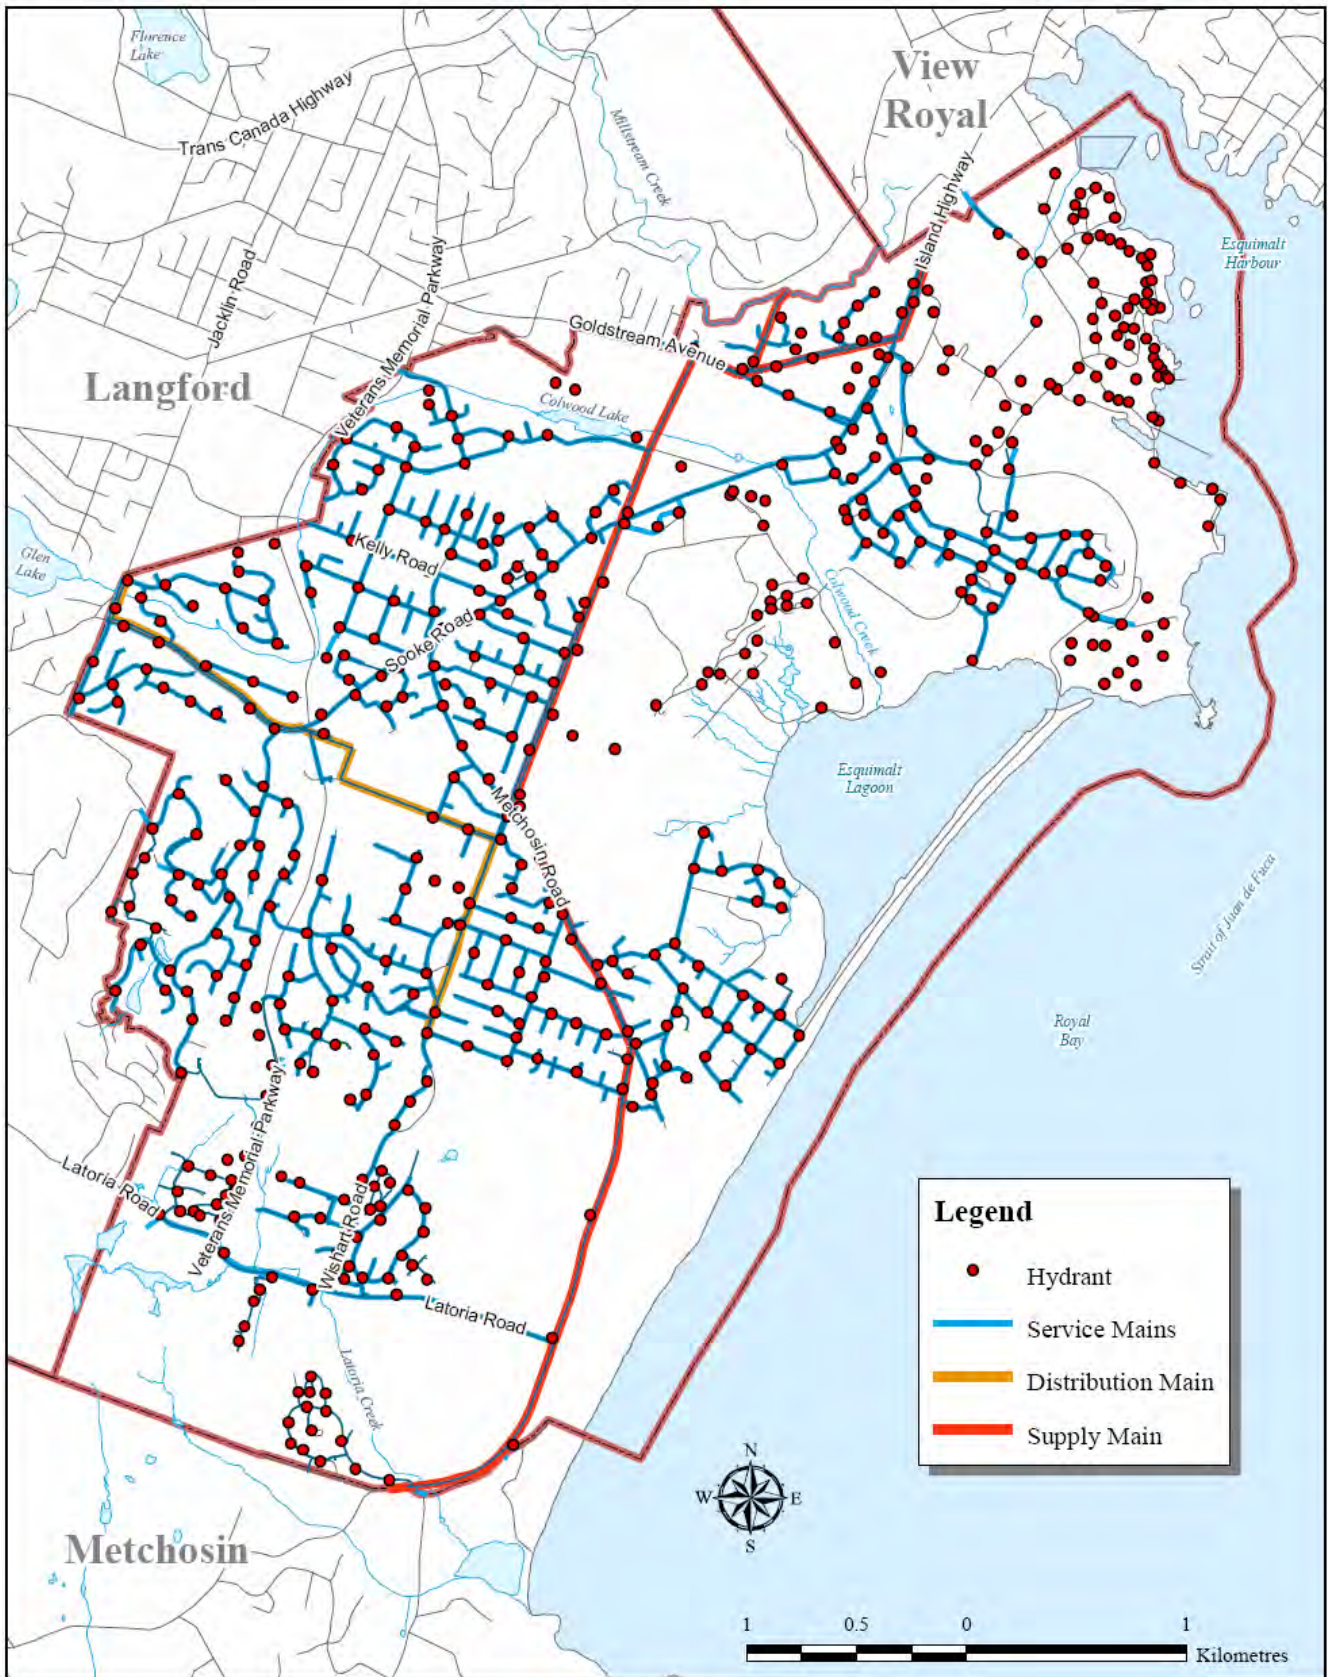 Florence
Lake
View
Royal
Trans Canada Highway
Millstream Creek
Island Highway
Esquimalt
Harbour
Jacklin Road
Veterans Memorial Parkway
Goldstream Avenue
Langford
Colwood Lake
Glen
Lake
Kelly Road
Colwood Creek
Sooke Road
Esquimalt
Lagoon
Metchosin Road
Strait of Juan de Fuca
Royal
Bay
Latoria Road
Veterans Memorial Parkway
Wishart Road
Latoria Road
Latoria Creek
Legend
Hydrant
Service Mains
Distribution Main
Supply Main
N
W
E
S
Metchosin
1 0.5 0 1
Kilometres